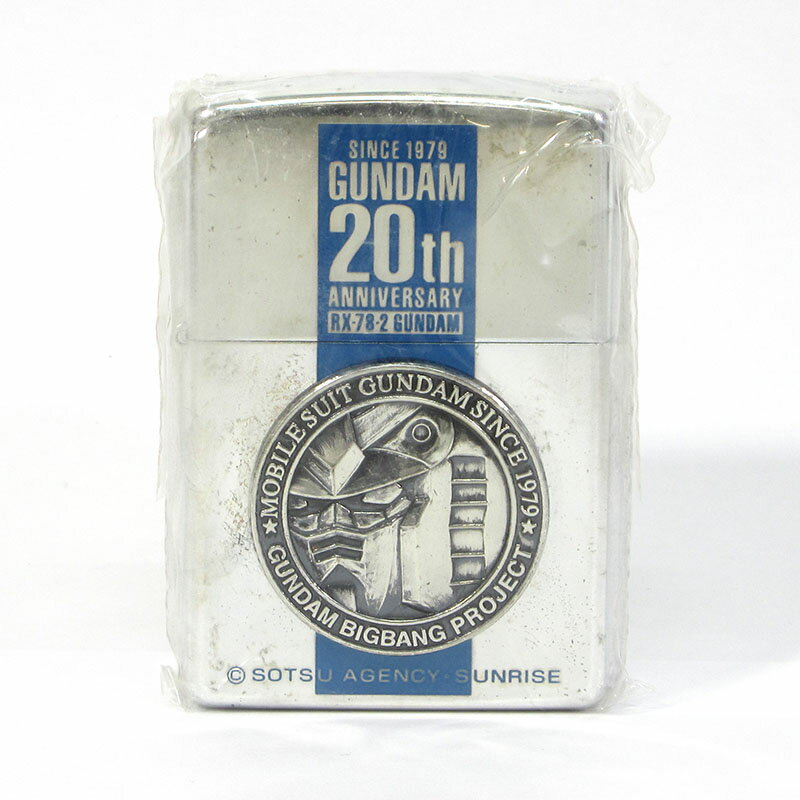 SINCE 1979
GUNDAM
20th
ANNIVERSARY
RX-78-2 GUNDAM
★MOBILE SUIT GUNDAM SINCE 1979★
GUNDAM BIGBANG PROJECT
© SOTSU AGENCY・SUNRISE